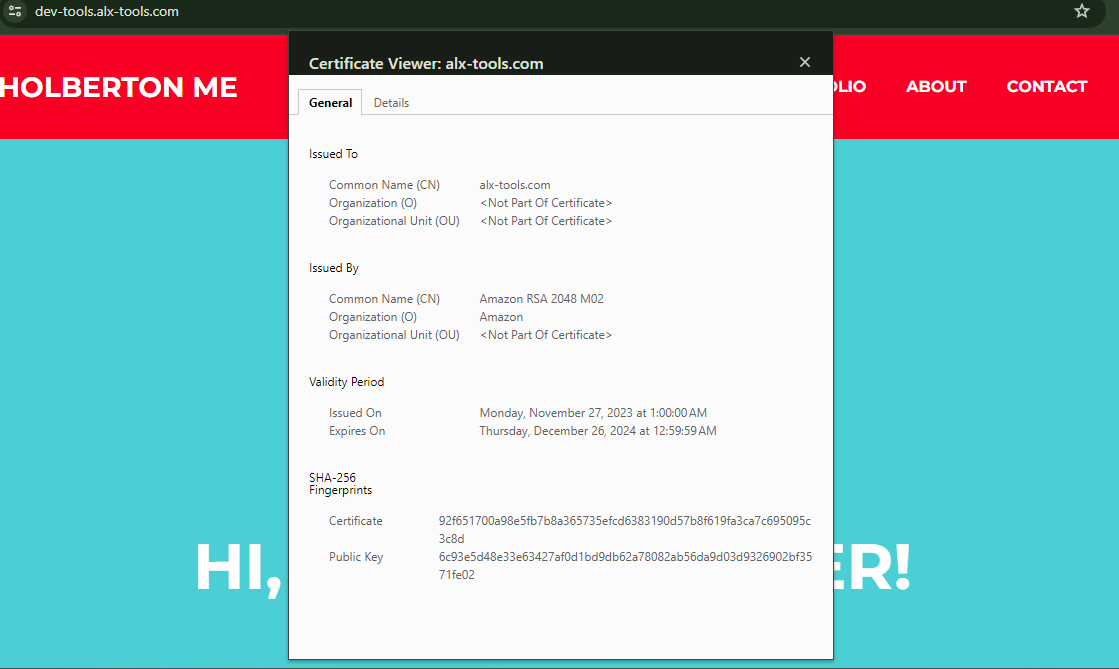 dev-tools.alx-tools.com
HOLBERTON ME
ABOUT
CONTACT
Certificate Viewer: alx-tools.com
General
Details
Issued To
Common Name (CN) alx-tools.com
Organization (O) <Not Part Of Certificate>
Organizational Unit (OU) <Not Part Of Certificate>
Issued By
Common Name (CN) Amazon RSA 2048 M02
Organization (O) Amazon
Organizational Unit (OU) <Not Part Of Certificate>
Validity Period
Issued On Monday, November 27, 2023 at 1:00:00 AM
Expires On Thursday, December 26, 2024 at 12:59:59 AM
SHA-256
Fingerprints
Certificate 92f651700a98e5fb7b8a365735efcd6383190d57b8f619fa3ca7c695095c
3c8d
Public Key 6c93e5d48e33e63427af0d1bd9db62a78082ab56da9d03d9326902bf35
71fe02
HI, ER!